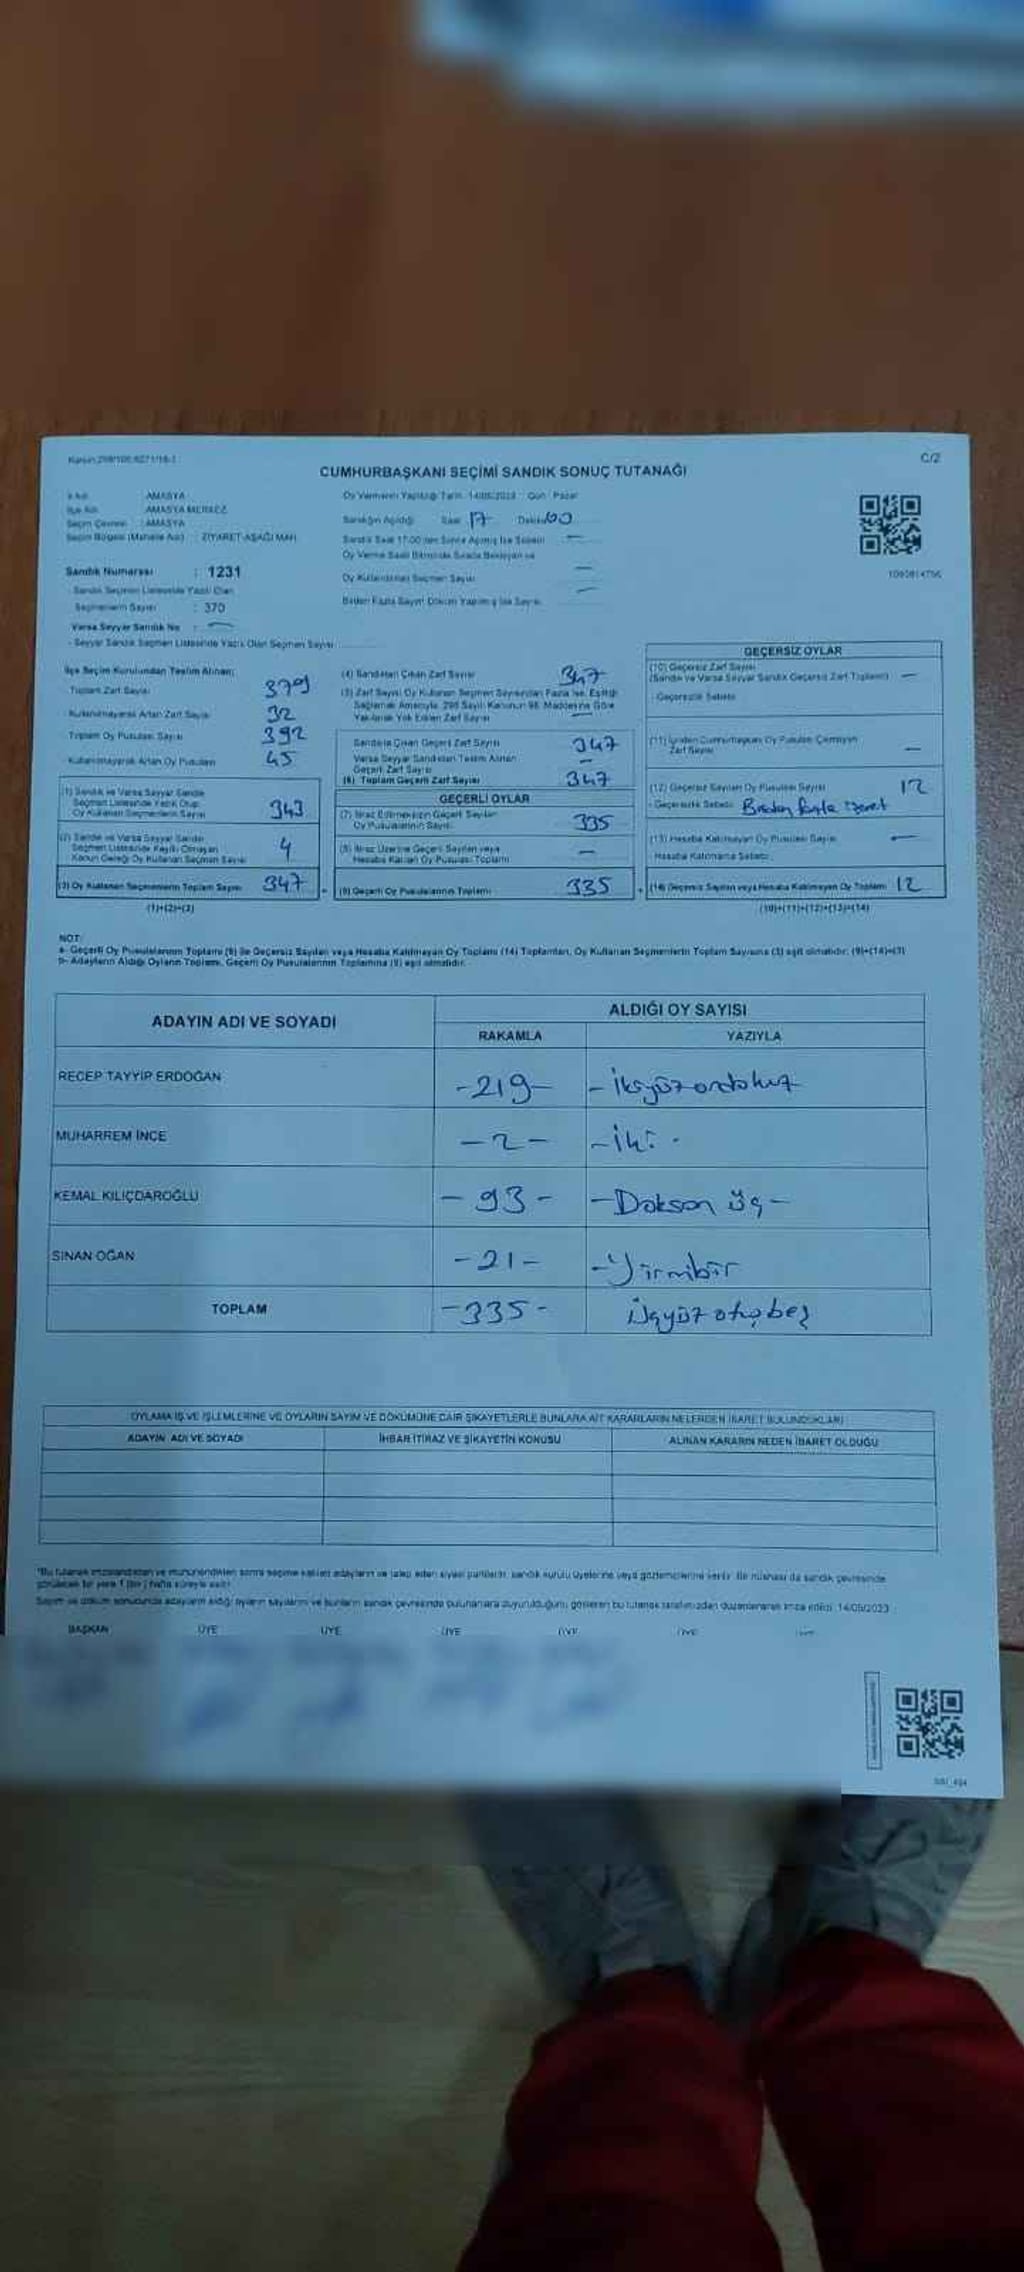 C/2
CUMHURBAŞKANI SEÇİMİ SANDIK SONUÇ TUTANAĞI
İl Adı : AMASYA
İlçe Adı : AMASYA MERKEZ
Seçim Çevresi : AMASYA
Seçim Bölgesi (Mahalle Adı) : ZİYARET-AŞAĞI MAH.
Oy Vermenin Yapıldığı Tarih : 14/05/2023 Gün : Pazar
Sandığın Açıldığı Saat 17 Dakika 00
Sandık Saat 17:00'den Sonra Açılmış İse Sebebi —
Oy Verme Saati Bitiminde Sırada Bekleyen ve
Oy Kullandırılan Seçmen Sayısı —
Birden Fazla Sayım Döküm Yapılmış İse Sayısı —
Sandık Numarası : 1231
- Sandık Seçmen Listesinde Yazılı Olan
Seçmenlerin Sayısı : 370
Varsa Seyyar Sandık No : —
- Seyyar Sandık Seçmen Listesinde Yazılı Olan Seçmen Sayısı
İlçe Seçim Kurulundan Teslim Alınan;
Toplam Zarf Sayısı 379
- Kullanılmayarak Artan Zarf Sayısı 32
Toplam Oy Pusulası Sayısı 392
- Kullanılmayarak Artan Oy Pusulası 45
(1) Sandık ve Varsa Seyyar Sandık
Seçmen Listesinde Yazılı Olup
Oy Kullanan Seçmenlerin Sayısı 343
(2) Sandık ve Varsa Seyyar Sandık
Seçmen Listesinde Kayıtlı Olmayan
Kanun Gereği Oy Kullanan Seçmen Sayısı 4
(3) Oy Kullanan Seçmenlerin Toplam Sayısı 347
(1)+(2)=(3)
(4) Sandıktan Çıkan Zarf Sayısı 347
(5) Zarf Sayısı Oy Kullanan Seçmen Sayısından Fazla İse, Eşitliği
Sağlamak Amacıyla, 298 Sayılı Kanunun 98. Maddesine Göre
Yakılarak Yok Edilen Zarf Sayısı —
Sandıkta Çıkan Geçerli Zarf Sayısı 347
Varsa Seyyar Sandıktan Teslim Alınan
Geçerli Zarf Sayısı —
(6) Toplam Geçerli Zarf Sayısı 347
GEÇERLİ OYLAR
(7) İtiraz Edilmeksizin Geçerli Sayılan
Oy Pusulalarının Sayısı 335
(8) İtiraz Üzerine Geçerli Sayılan veya
Hesaba Katılan Oy Pusulası Toplamı —
(9) Geçerli Oy Pusulalarının Toplamı 335
GEÇERSİZ OYLAR
(10) Geçersiz Zarf Sayısı
(Sandık ve Varsa Seyyar Sandık Geçersiz Zarf Toplamı) —
- Geçersizlik Sebebi:
(11) İçinden Cumhurbaşkanı Oy Pusulası Çıkmayan
Zarf Sayısı —
(12) Geçersiz Sayılan Oy Pusulası Sayısı 12
- Geçersizlik Sebebi: Birden fazla işaret
(13) Hesaba Katılmayan Oy Pusulası Sayısı —
- Hesaba Katılmama Sebebi:
(14) Geçersiz Sayılan veya Hesaba Katılmayan Oy Toplamı 12
(10)+(11)+(12)+(13)=(14)
NOT:
a- Geçerli Oy Pusulalarının Toplamı (9) ile Geçersiz Sayılan veya Hesaba Katılmayan Oy Toplamı (14) Toplamları, Oy Kullanan Seçmenlerin Toplam Sayısına (3) eşit olmalıdır. (9)+(14)=(3)
b- Adayların Aldığı Oyların Toplamı, Geçerli Oy Pusulalarının Toplamına (9) eşit olmalıdır.
ADAYIN ADI VE SOYADI
ALDIĞI OY SAYISI
RAKAMLA YAZIYLA
RECEP TAYYİP ERDOĞAN -219- - İkiyüzondokuz
MUHARREM İNCE -2- -İki-
KEMAL KILIÇDAROĞLU -93- -Doksan üç-
SİNAN OĞAN -21- -Yirmibir
TOPLAM -335- üçyüz otuzbeş
OYLAMA İŞ VE İŞLEMLERİNE VE OYLARIN SAYIM VE DÖKÜMÜNE DAİR ŞİKAYETLERLE BUNLARA AİT KARARLARIN NELERDEN İBARET BULUNDUKLARI
ADAYIN ADI VE SOYADI İHBAR İTİRAZ VE ŞİKAYETİN KONUSU ALINAN KARARIN NEDEN İBARET OLDUĞU
*Bu tutanak imzalandıktan ve mühürlendikten sonra seçime katılan adayların ve talep eden siyasi partilerin, sandık kurulu üyelerine veya gözlemcilerine verilir. Bir nüshası da sandık çevresinde
görülecek bir yere 1 (bir) hafta süreyle asılır.
Sayım ve döküm sonucunda adayların aldığı oyların sayılarını ve bunların sandık çevresinde bulunanlara duyurulduğunu gösteren bu tutanak tarafımızdan düzenlenerek imza edildi. 14/05/2023
BAŞKAN ÜYE ÜYE ÜYE ÜYE ÜYE